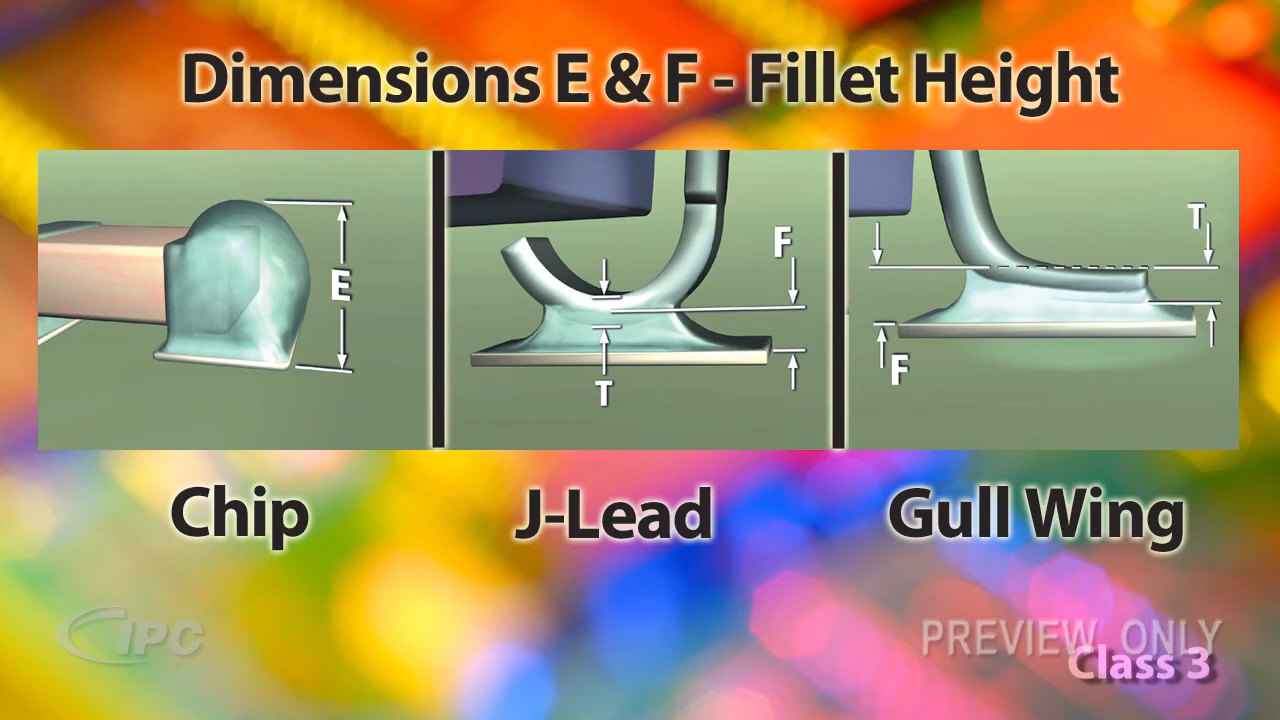 Dimensions E & F - Fillet Height
E
F
T
T
F
Chip
J-Lead
Gull Wing
IPC
PREVIEW ONLY
Class 3